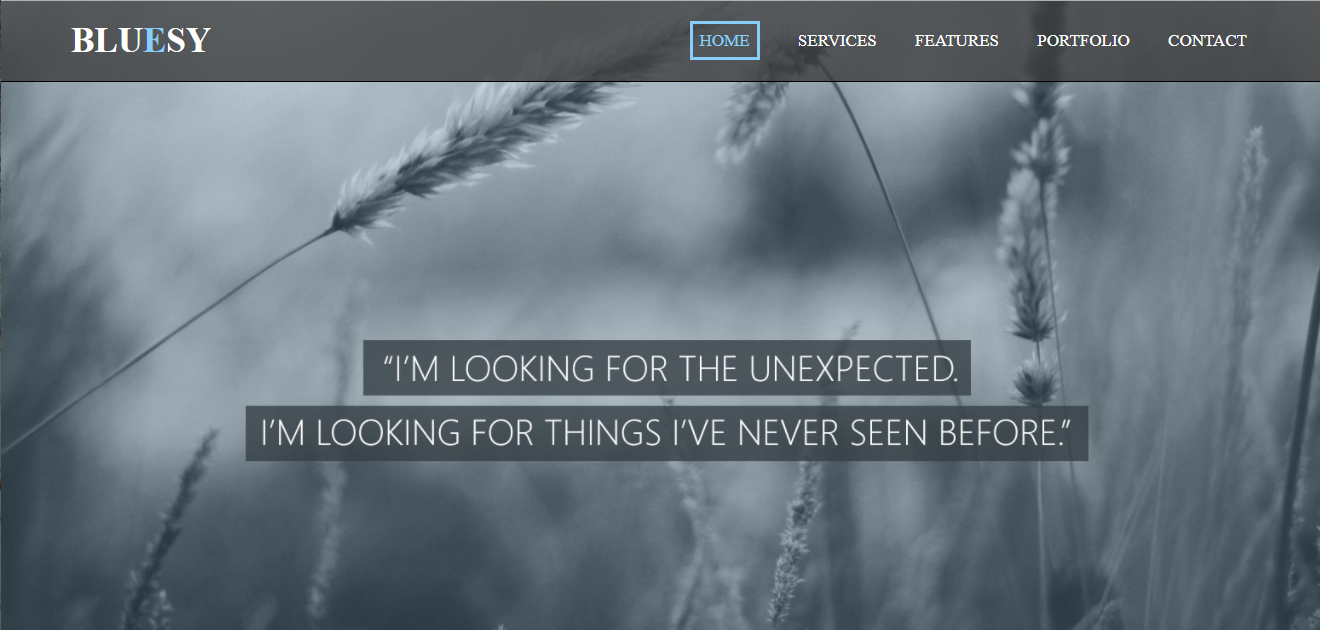 BLUESY
HOME SERVICES FEATURES PORTFOLIO CONTACT
“I’M LOOKING FOR THE UNEXPECTED.
I’M LOOKING FOR THINGS I’VE NEVER SEEN BEFORE.”